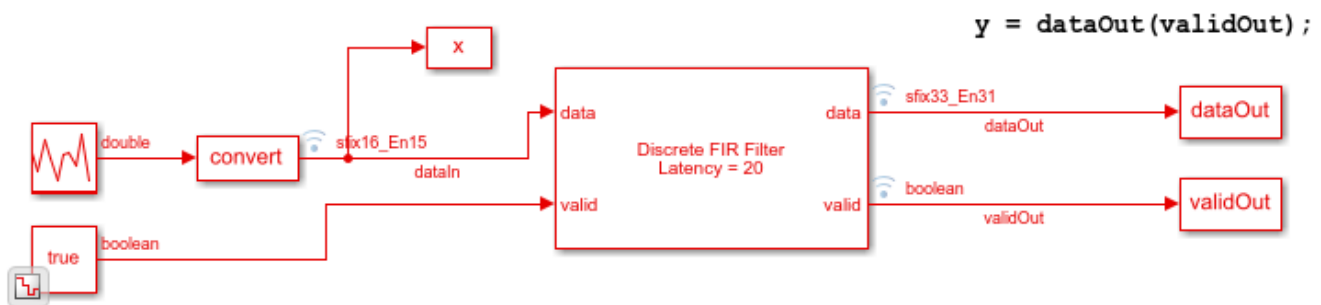 y = dataOut(validOut);
x
double
convert
sfix16_En15
dataIn
true
boolean
data
valid
Discrete FIR Filter
Latency = 20
data
valid
sfix33_En31
dataOut
boolean
validOut
dataOut
validOut